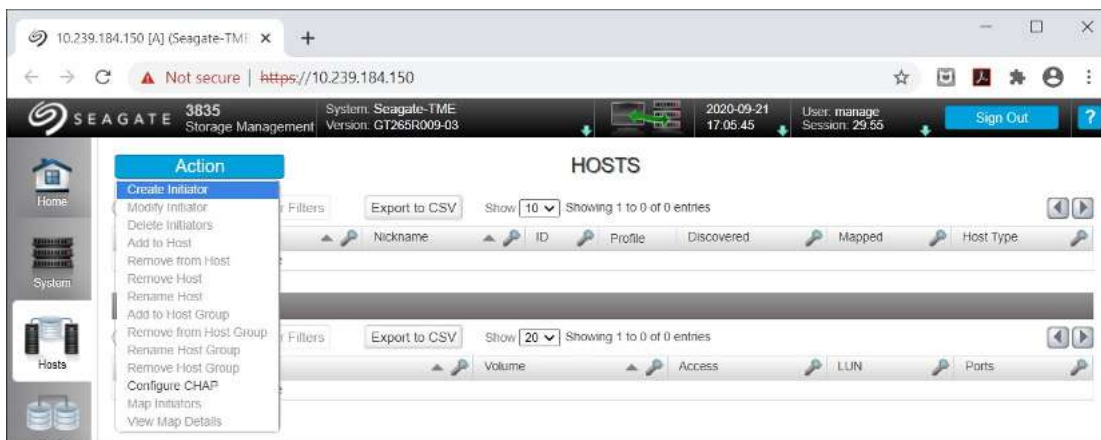 10.239.184.150 [A] (Seagate-TM
Not secure | https://10.239.184.150
SEAGATE
3835
Storage Management
System: Seagate-TME
Version: GT265R009-03
2020-09-21
17:05:45
User: manage
Session: 29:55
Sign Out
?
Home
System
Hosts
Action
HOSTS
Create Initiator
Modify Initiator
Delete Initiators
Add to Host
Remove from Host
Remove Host
Rename Host
Add to Host Group
Remove from Host Group
Rename Host Group
Remove Host Group
Configure CHAP
Map Initiators
View Map Details
r Filters
Export to CSV
Show 10 Showing 1 to 0 of 0 entries
Nickname ID Profile Discovered Mapped Host Type
r Filters
Export to CSV
Show 20 Showing 1 to 0 of 0 entries
Volume Access LUN Ports